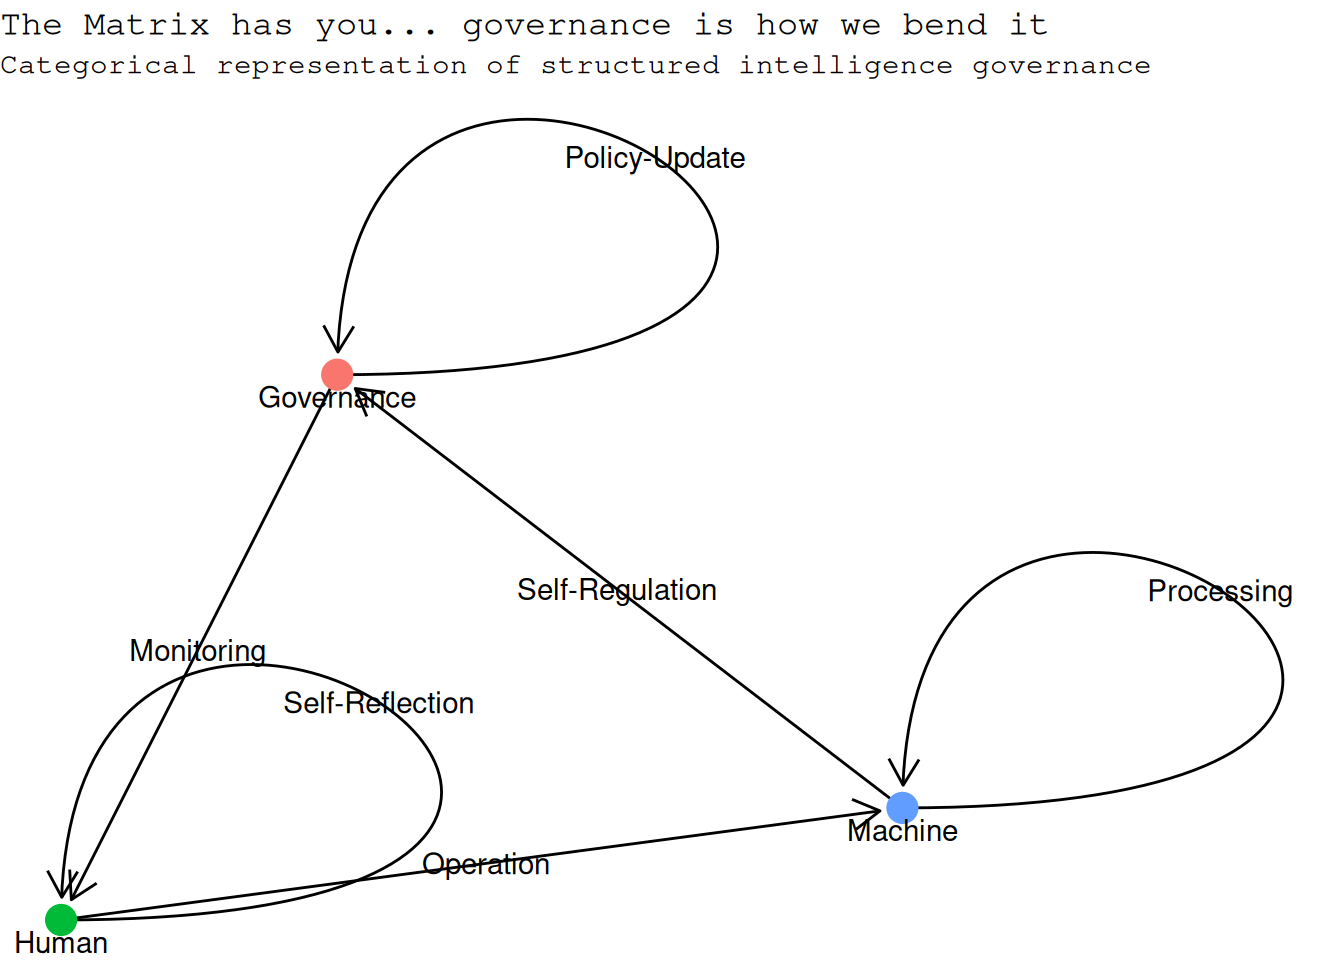 The Matrix has you... governance is how we bend it
Categorical representation of structured intelligence governance
Policy-Update
Governance
Self-Regulation
Processing
Monitoring
Self-Reflection
Machine
Operation
Human